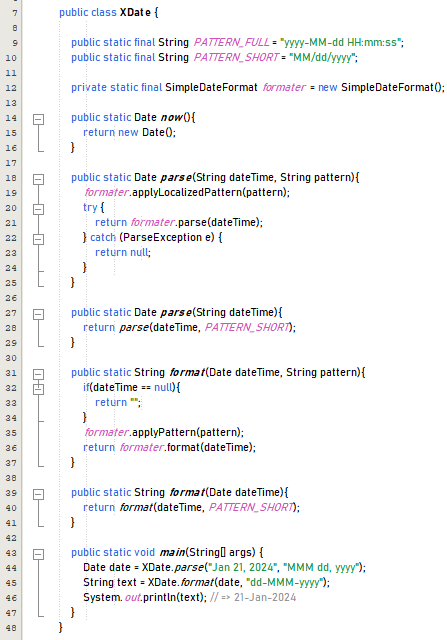 7 public class XDate {
8
9 public static final String PATTERN_FULL = "yyyy-MM-dd HH:mm:ss";
10 public static final String PATTERN_SHORT = "MM/dd/yyyy";
11
12 private static final SimpleDateFormat formater = new SimpleDateFormat();
13
14 public static Date now(){
15 return new Date();
16 }
17
18 public static Date parse(String dateTime, String pattern){
19 formater.applyLocalizedPattern(pattern);
20 try {
21 return formater.parse(dateTime);
22 } catch (ParseException e) {
23 return null;
24 }
25 }
26
27 public static Date parse(String dateTime){
28 return parse(dateTime, PATTERN_SHORT);
29 }
30
31 public static String format(Date dateTime, String pattern){
32 if(dateTime == null){
33 return "";
34 }
35 formater.applyPattern(pattern);
36 return formater.format(dateTime);
37 }
38
39 public static String format(Date dateTime){
40 return format(dateTime, PATTERN_SHORT);
41 }
42
43 public static void main(String[] args) {
44 Date date = XDate.parse("Jan 21, 2024", "MMM dd, yyyy");
45 String text = XDate.format(date, "dd-MMM-yyyy");
46 System. out.println(text); // => 21-Jan-2024
47 }
48 }